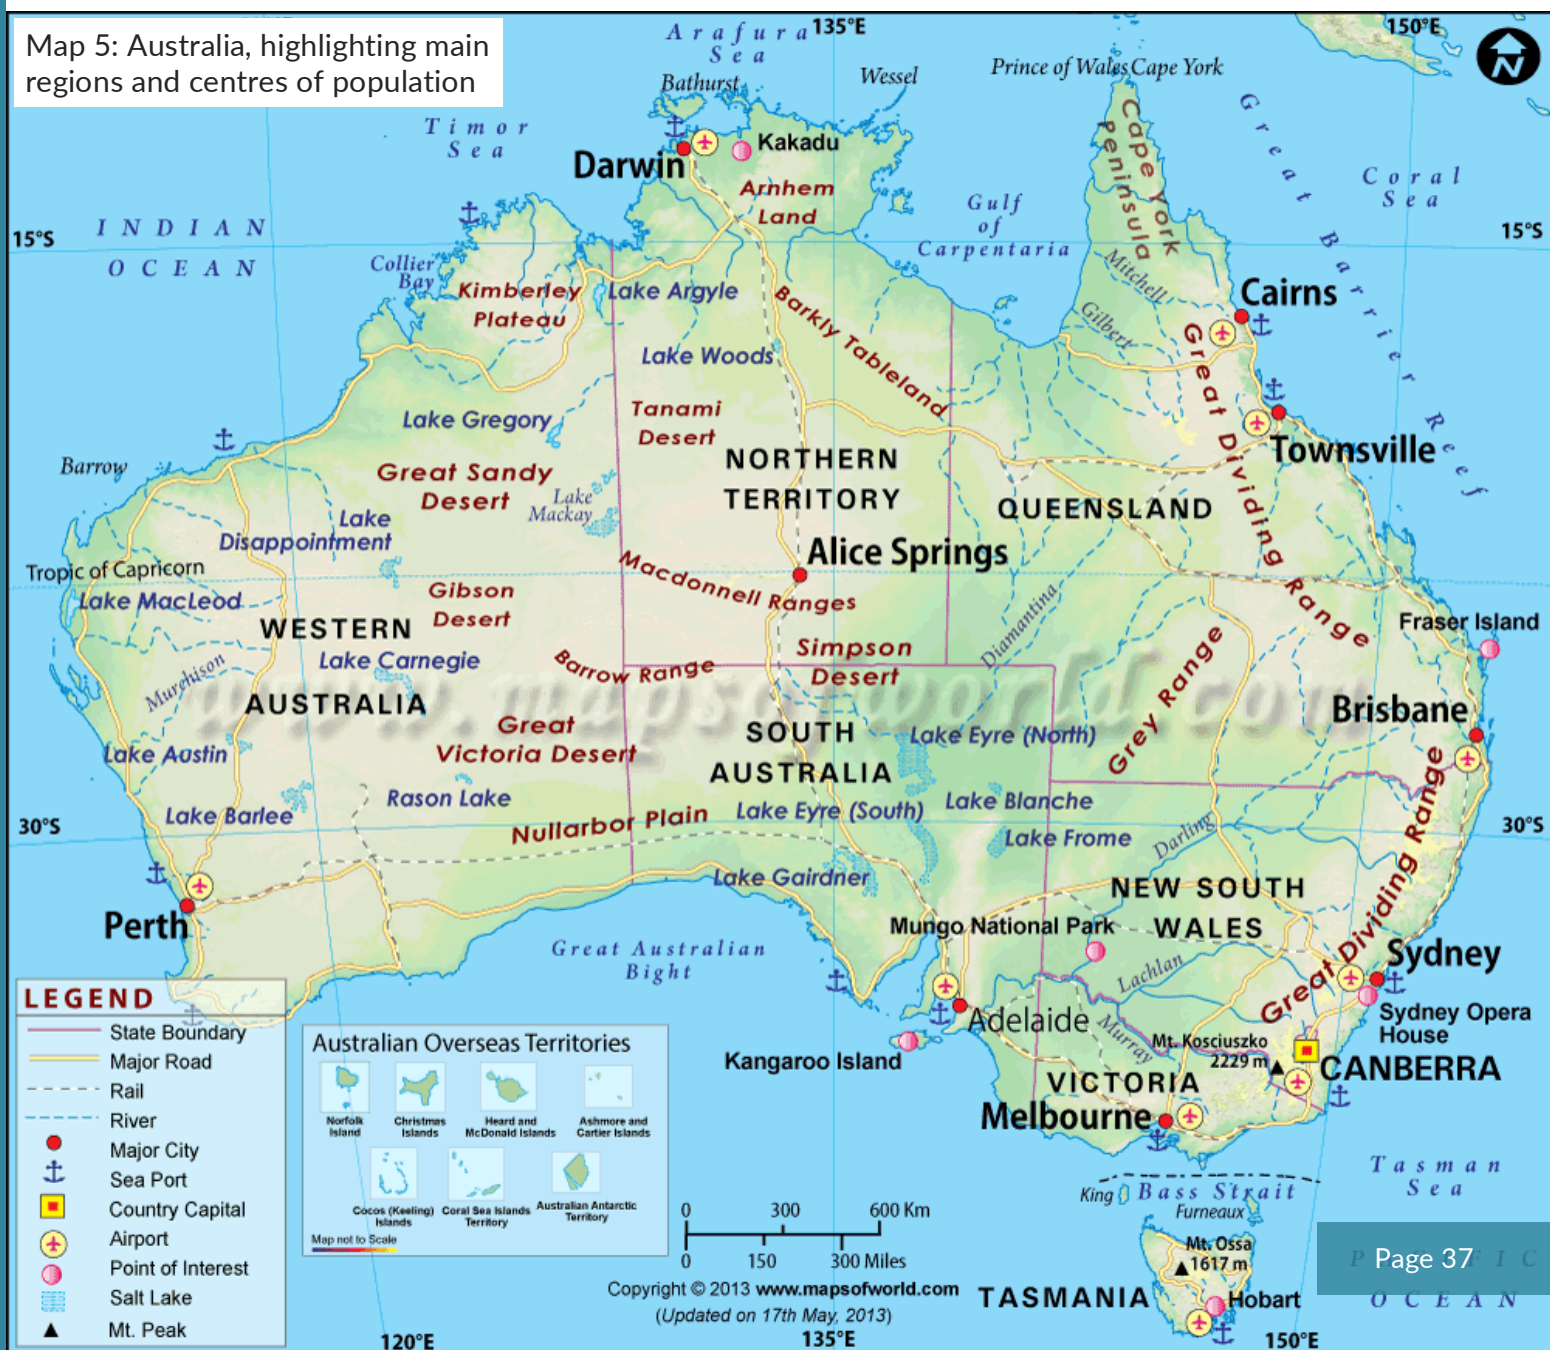 Map 5: Australia, highlighting main
regions and centres of population
135°E
150°E
N
Arafura
Sea
Bathurst
Wessel
Prince of Wales
Cape York
Timor
Sea
Darwin
Kakadu
Arnhem
Land
Cape York
Peninsula
Great Barrier Reef
Coral
Sea
Gulf
of
Carpentaria
INDIAN
OCEAN
15°S
15°S
Collier
Bay
Kimberley
Plateau
Lake Argyle
Barkly Tableland
Mitchell
Gilbert
Cairns
Lake Woods
Great Dividing Range
Lake Gregory
Tanami
Desert
Townsville
Barrow
Great Sandy
Desert
Lake
Mackay
NORTHERN
TERRITORY
QUEENSLAND
Lake
Disappointment
Alice Springs
Tropic of Capricorn
Macdonnell Ranges
Lake MacLeod
Gibson
Desert
Diamantina
Fraser Island
WESTERN
AUSTRALIA
Lake Carnegie
Murchison
Barrow Range
Simpson
Desert
Grey Range
www.mapsofworld.com
Brisbane
Great
Victoria Desert
SOUTH
AUSTRALIA
Lake Eyre (North)
Lake Austin
Great Dividing Range
Rason Lake
Lake Barlee
Nullarbor Plain
Lake Eyre (South)
Lake Blanche
Lake Frome
Darling
30°S
30°S
Lake Gairdner
NEW SOUTH
WALES
Perth
Great Australian
Bight
Mungo National Park
Lachlan
Sydney
Sydney Opera
House
Adelaide
Murray
Mt. Kosciuszko
2229 m
CANBERRA
Kangaroo Island
VICTORIA
Melbourne
LEGEND
State Boundary
Major Road
Rail
River
Major City
Sea Port
Country Capital
Airport
Point of Interest
Salt Lake
Mt. Peak
Australian Overseas Territories
Norfolk
Island
Christmas
Islands
Heard and
McDonald Islands
Ashmore and
Cartier Islands
Cocos (Keeling)
Islands
Coral Sea Islands
Territory
Australian Antarctic
Territory
Map not to Scale
0 300 600 Km
0 150 300 Miles
Copyright © 2013 www.mapsofworld.com
(Updated on 17th May, 2013)
King
Bass Strait
Furneaux
Tasman
Sea
Mt. Ossa
1617 m
TASMANIA
Hobart
Page 37
OCEAN
120°E
135°E
150°E